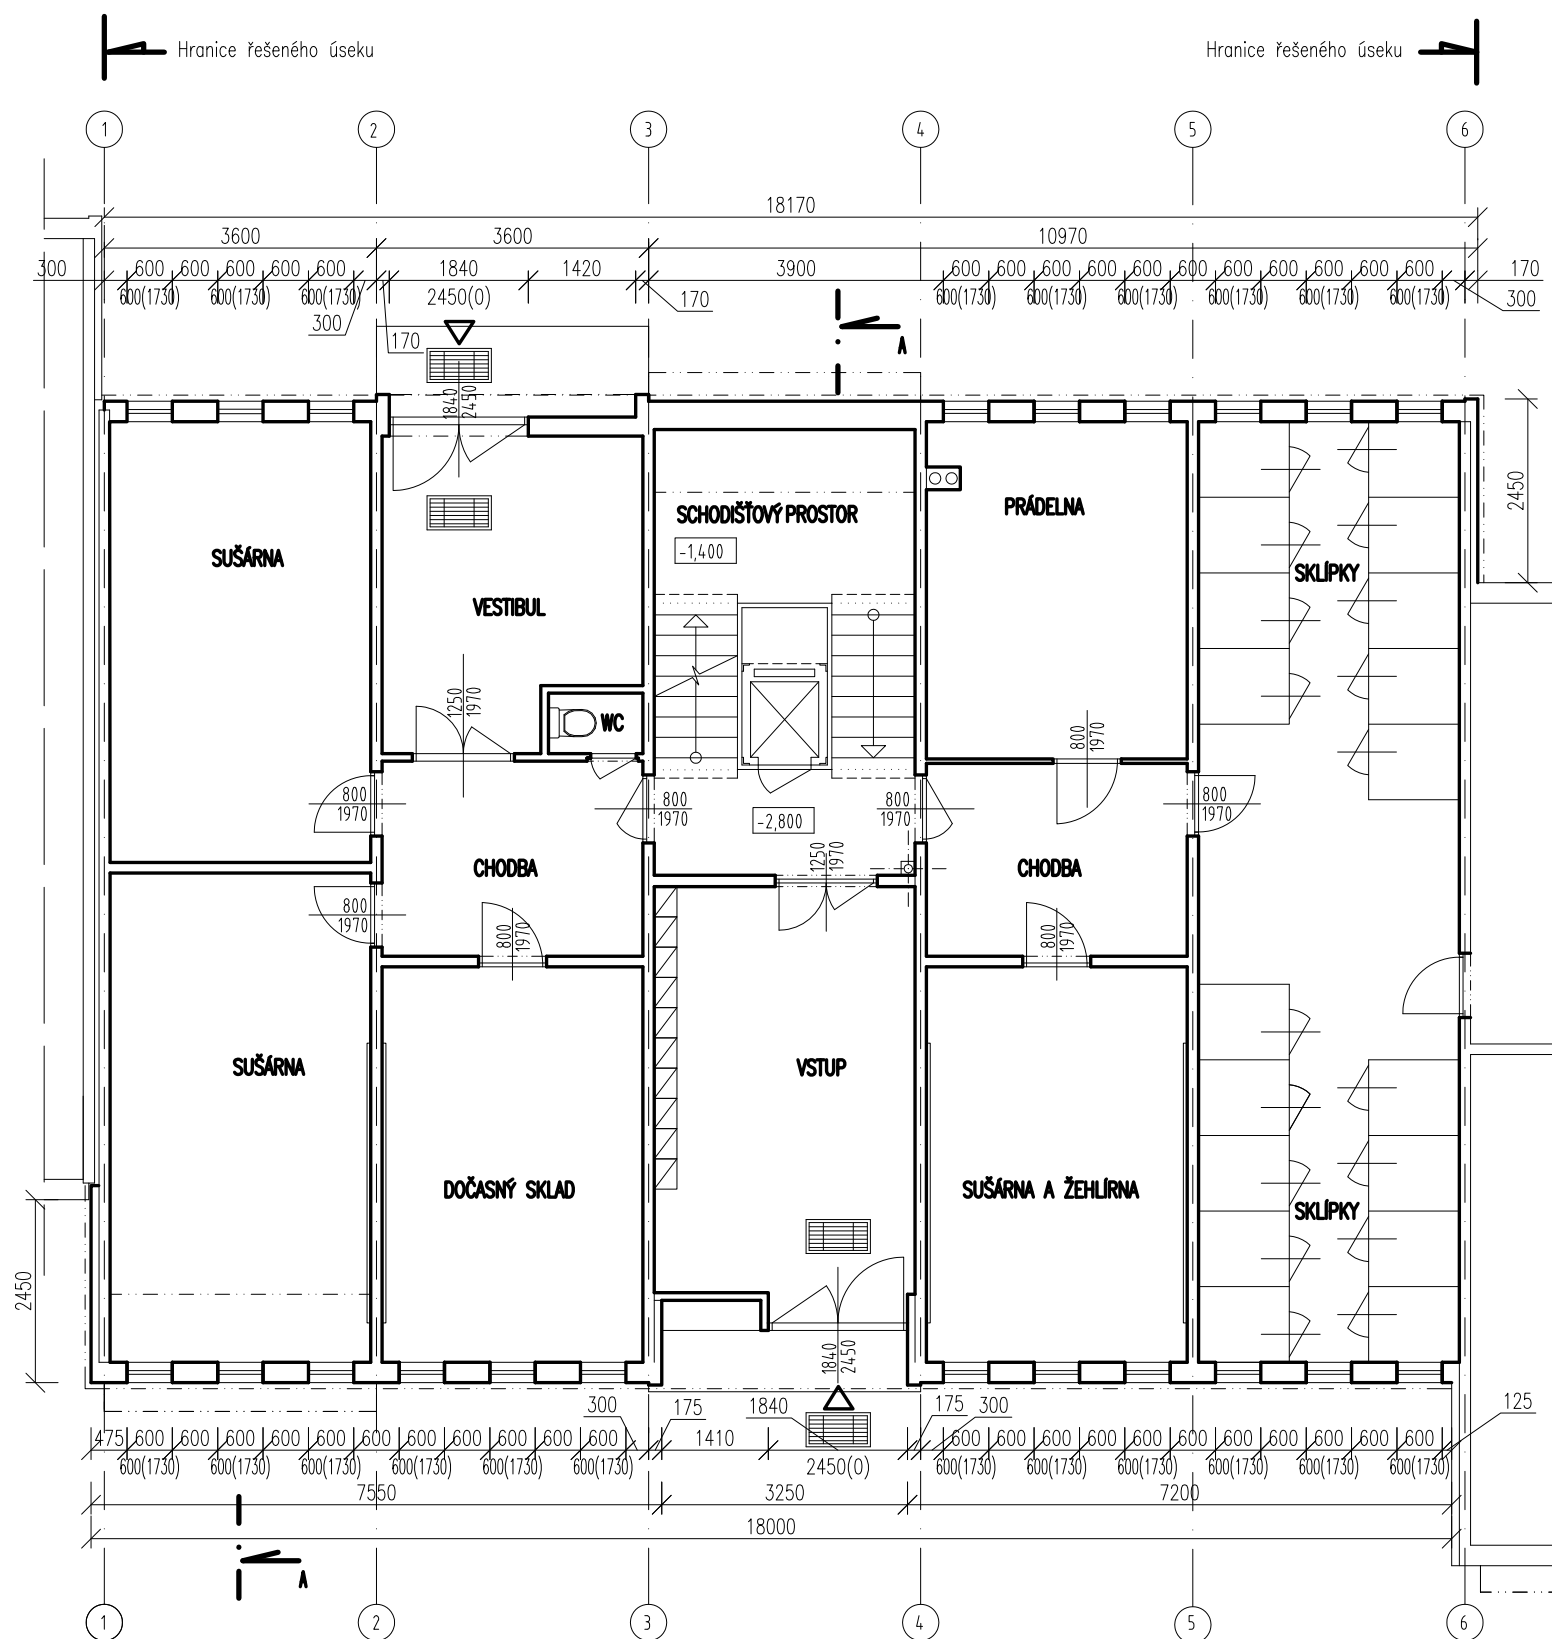 Hranice řešeného úseku
Hranice řešeného úseku
1 2 3 4 5 6
18170
3600 3600 10970
300 600 600 600 600 600 1840 1420 3900 600 600 600 600 600 600 600 600 600 600 600 170
600(1730) 600(1730) 600(1730) 2450(0) 170 600(1730) 600(1730) 600(1730) 600(1730) 600(1730) 600(1730) 300
300
170
A
1840
2450
2450
SUŠÁRNA
VESTIBUL
SCHODIŠŤOVÝ PROSTOR
-1,400
PRÁDELNA
SKLÍPKY
1250
1970
WC
800
1970
800
1970
800
1970
-2,800
800
1970
800
1970
CHODBA
1250
1970
CHODBA
800
1970
800
1970
800
1970
SUŠÁRNA
VSTUP
DOČASNÝ SKLAD
SUŠÁRNA A ŽEHLÍRNA
SKLÍPKY
2450
1840
2450
300 175 1840 175 300 125
475 600 600 600 600 600 600 600 600 600 600 600 1410 600 600 600 600 600 600 600 600 600 600 600
600(1730) 600(1730) 600(1730) 600(1730) 600(1730) 600(1730) 2450(0) 600(1730) 600(1730) 600(1730) 600(1730) 600(1730) 600(1730)
7550 3250 7200
18000
A
1 2 3 4 5 6